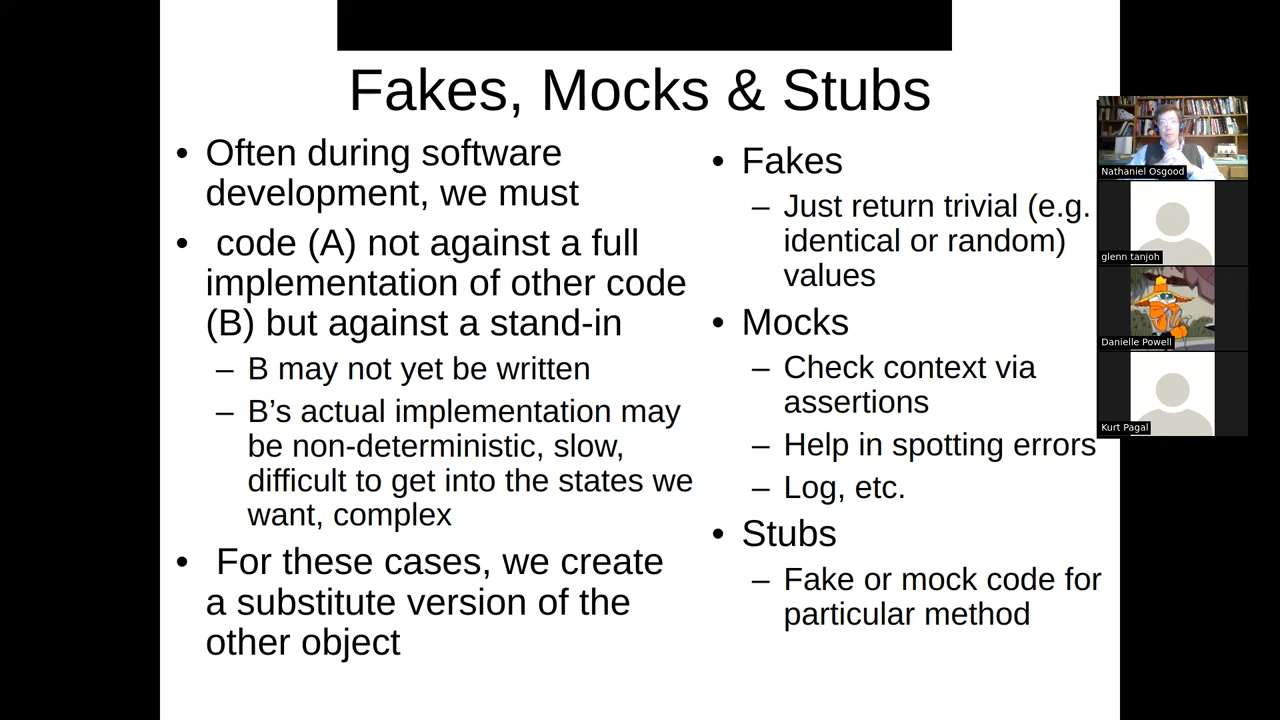 Fakes, Mocks & Stubs
• Often during software
development, we must
• code (A) not against a full
implementation of other code
(B) but against a stand-in
– B may not yet be written
– B’s actual implementation may
be non-deterministic, slow,
difficult to get into the states we
want, complex
• For these cases, we create
a substitute version of the
other object
• Fakes
– Just return trivial (e.g.
identical or random)
values
• Mocks
– Check context via
assertions
– Help in spotting errors
– Log, etc.
• Stubs
– Fake or mock code for
particular method
Nathaniel Osgood
glenn tanjoh
Danielle Powell
Kurt Pagal